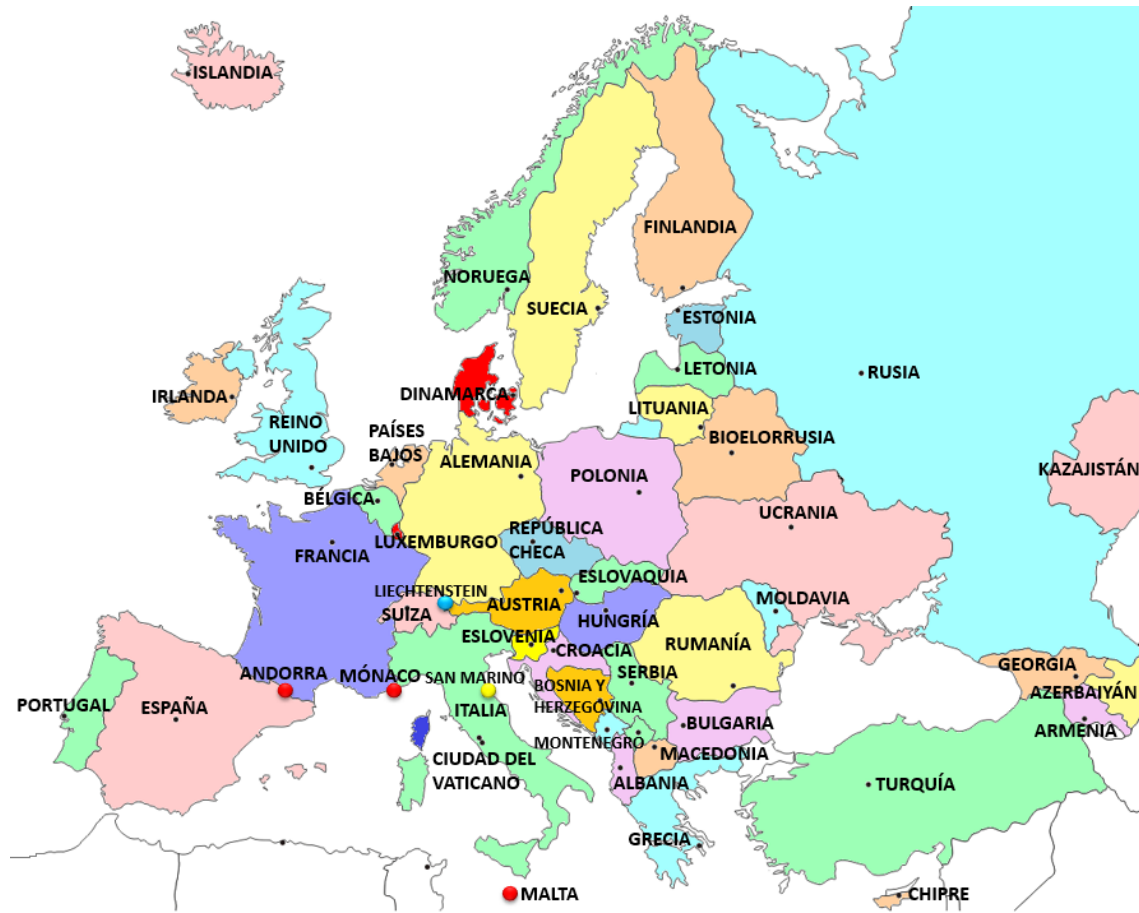 ISLANDIA
FINLANDIA
NORUEGA
SUECIA
ESTONIA
LETONIA
RUSIA
DINAMARCA
IRLANDA
LITUANIA
REINO
UNIDO
PAÍSES
BAJOS
BIOELORRUSIA
ALEMANIA
POLONIA
KAZAJISTÁN
BÉLGICA
UCRANIA
FRANCIA
LUXEMBURGO
REPÚBLICA
CHECA
ESLOVAQUIA
LIECHTENSTEIN
SUIZA
AUSTRIA
MOLDAVIA
HUNGRÍA
ESLOVENIA
CROACIA
RUMANÍA
ANDORRA
MÓNACO
SAN MARINO
SERBIA
GEORGIA
BOSNIA Y
HERZEGOVINA
AZERBAIYÁN
PORTUGAL
ESPAÑA
ITALIA
BULGARIA
ARMENIA
MONTENEGRO
CIUDAD DEL
VATICANO
MACEDONIA
ALBANIA
TURQUÍA
GRECIA
MALTA
CHIPRE